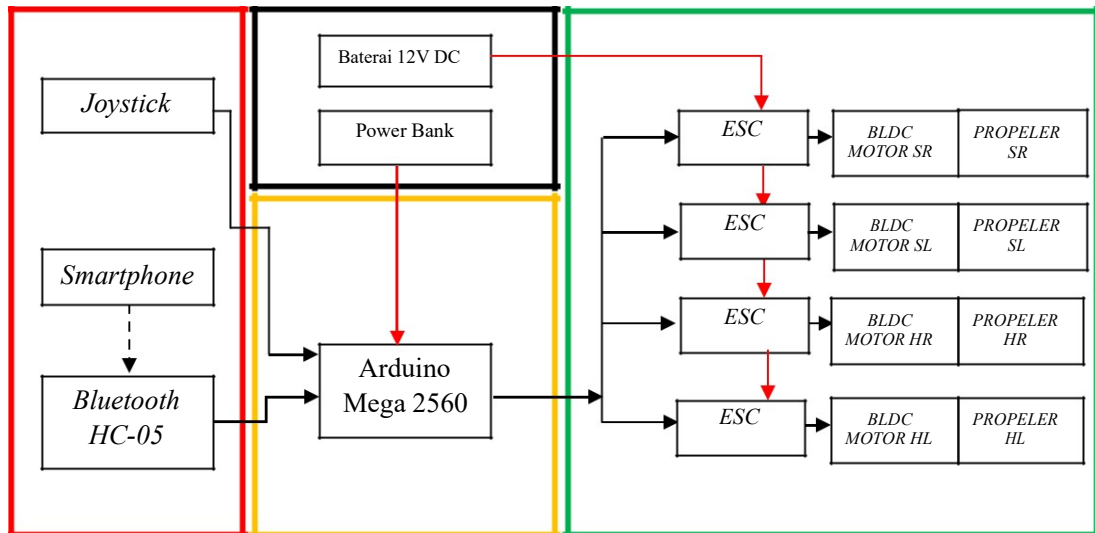 Joystick
Smartphone
Bluetooth
HC-05
Baterai 12V DC
Power Bank
Arduino
Mega 2560
ESC
BLDC
MOTOR SR
PROPELER
SR
ESC
BLDC
MOTOR SL
PROPELER
SL
ESC
BLDC
MOTOR HR
PROPELER
HR
ESC
BLDC
MOTOR HL
PROPELER
HL